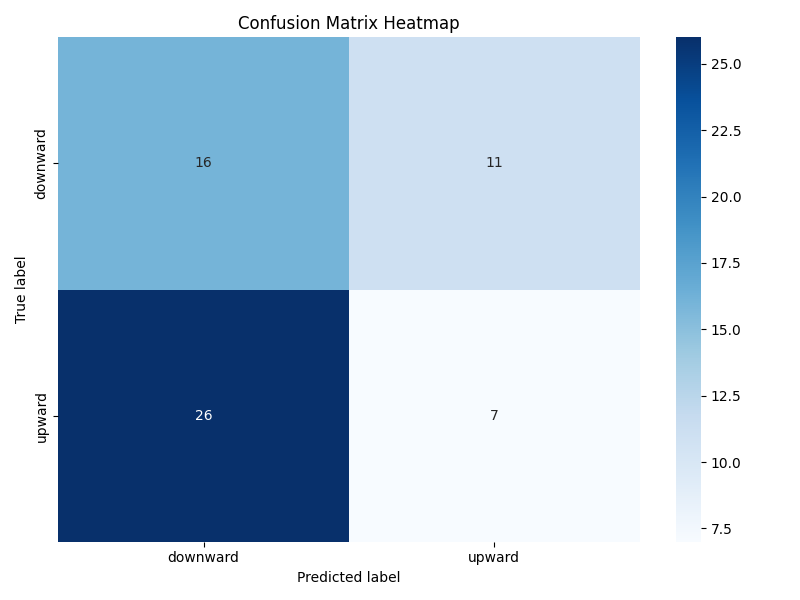 Confusion Matrix Heatmap
True label
downward
upward
16
11
26
7
downward
upward
Predicted label
25.0
22.5
20.0
17.5
15.0
12.5
10.0
7.5